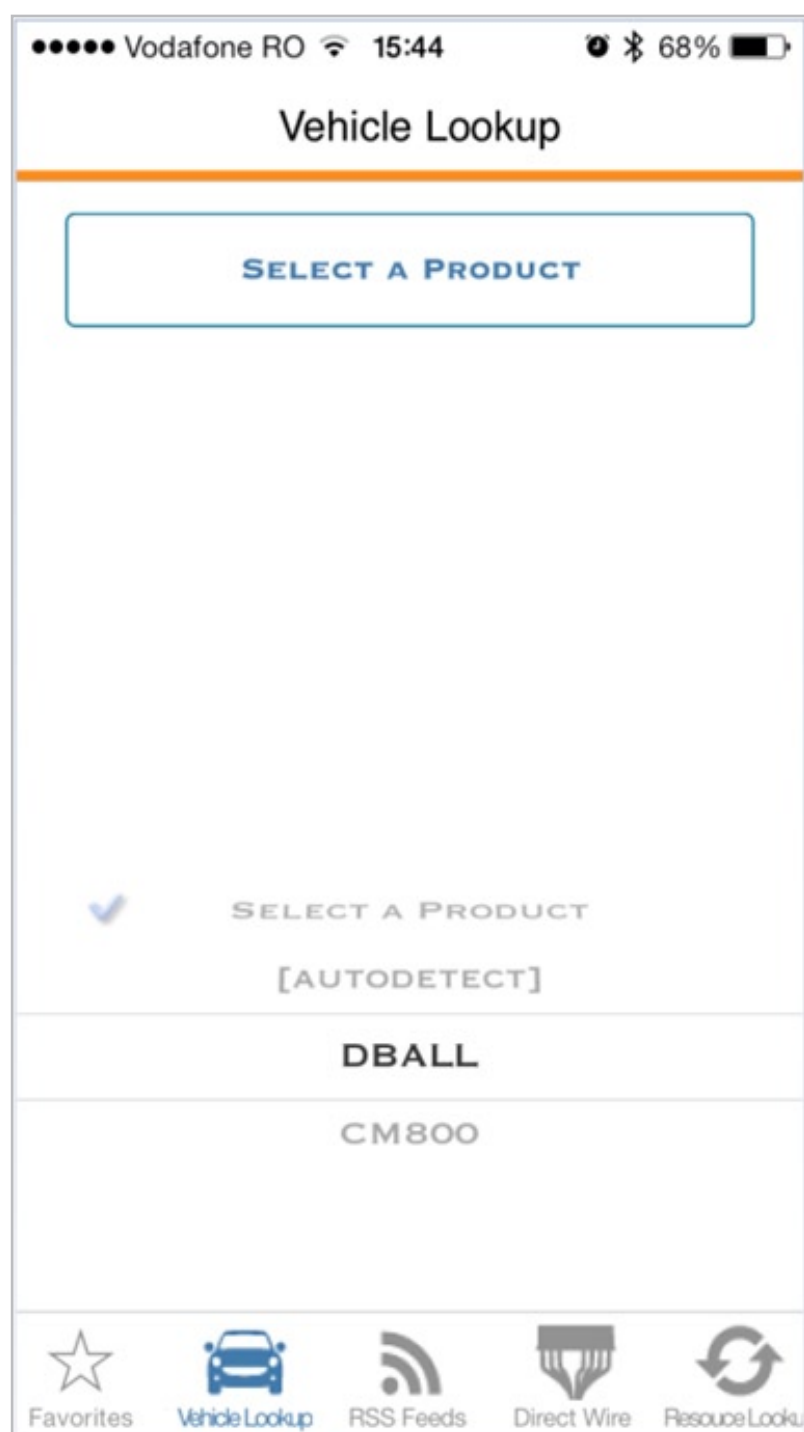 Vodafone RO 15:44 68%
Vehicle Lookup
SELECT A PRODUCT
SELECT A PRODUCT
[AUTODETECT]
DBALL
CM800
Favorites Vehicle Lookup RSS Feeds Direct Wire Resouce Looku